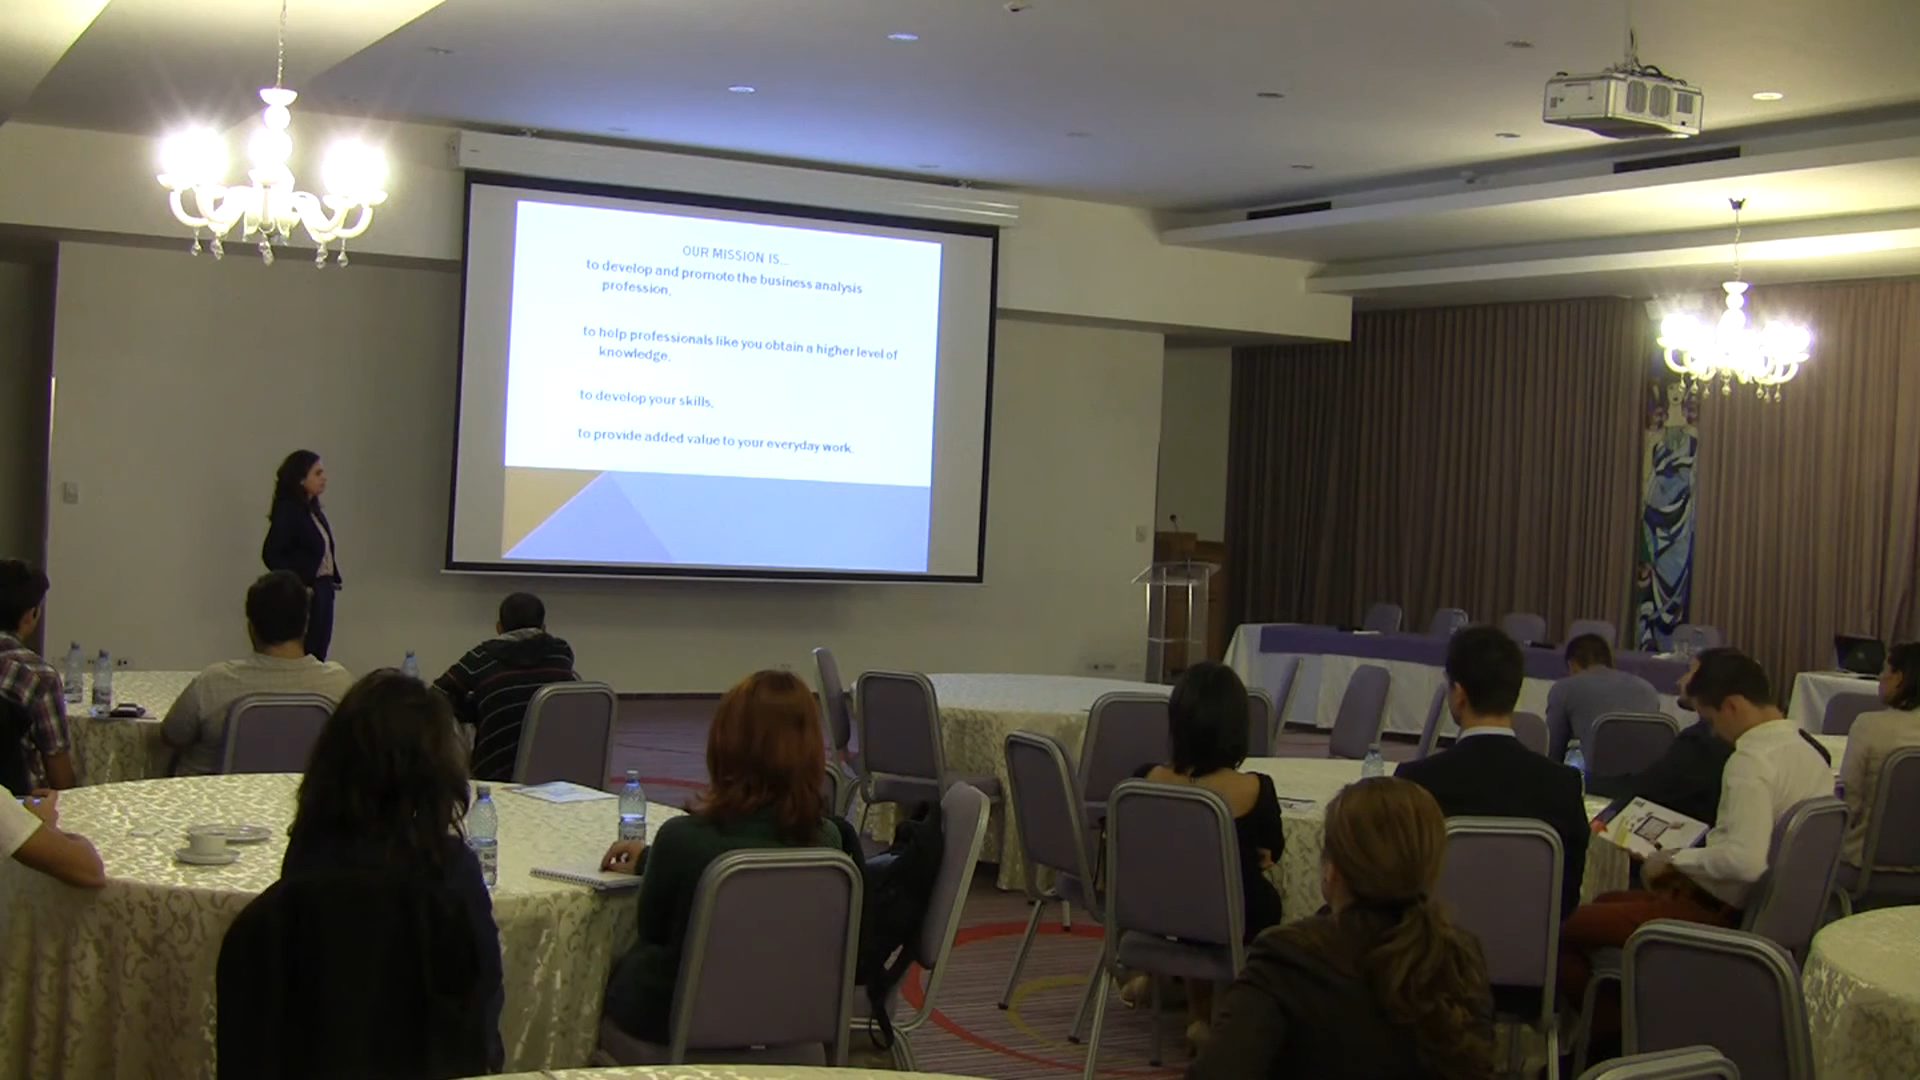 OUR MISSION IS...
to develop and promote the business analysis
profession.
to help professionals like you obtain a higher level of
knowledge.
to develop your skills.
to provide added value to your everyday work.